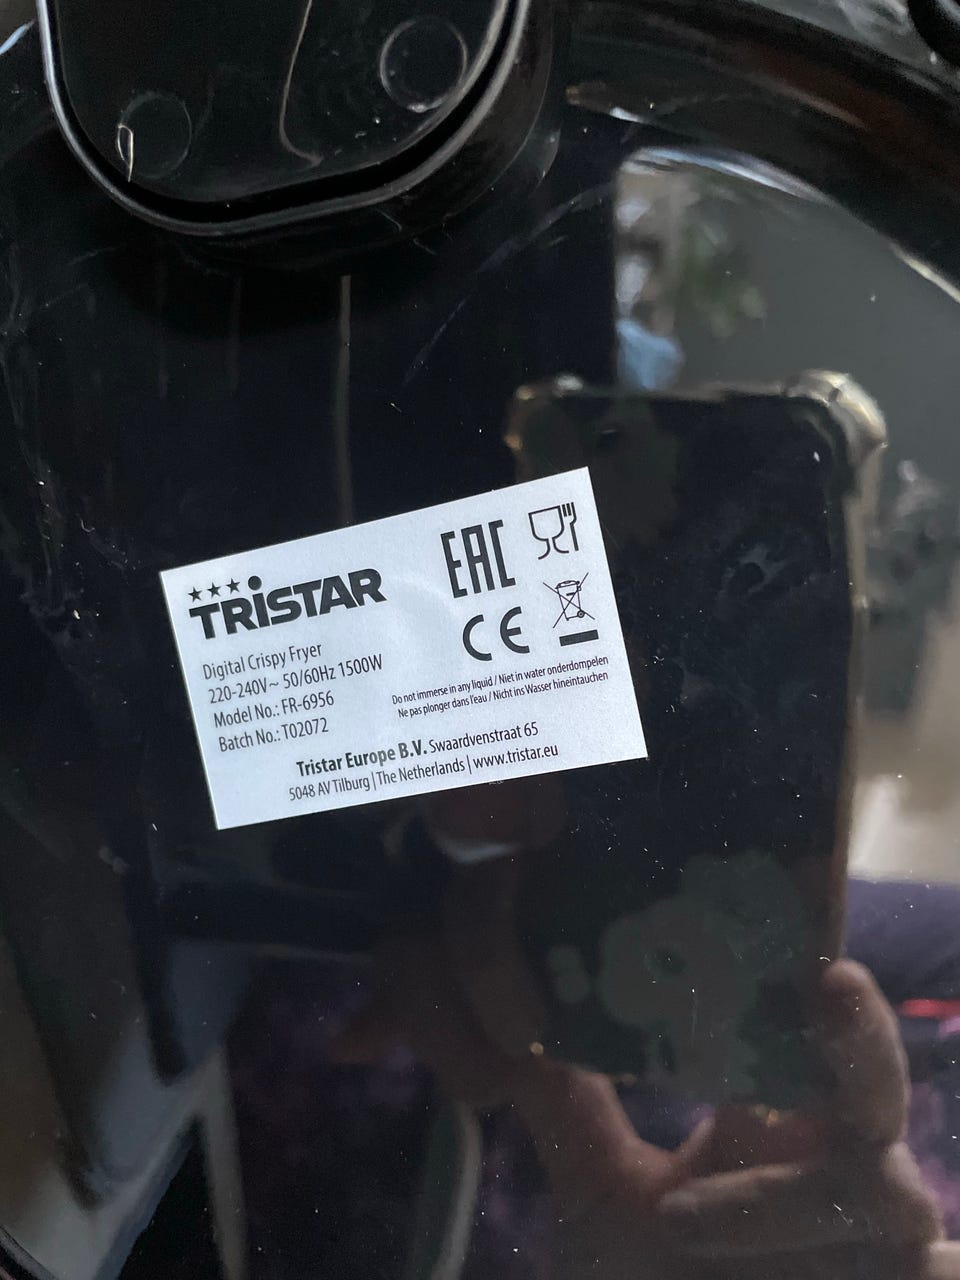 TRiSTAR
Digital Crispy Fryer
220-240V~ 50/60Hz 1500W
Model No.: FR-6956
Batch No.: T02072
EAC
CE
Do not immerse in any liquid / Niet in water onderdompelen
Ne pas plonger dans l'eau / Nicht ins Wasser hineintauchen
Tristar Europe B.V. Swaardvenstraat 65
5048 AV Tilburg | The Netherlands | www.tristar.eu